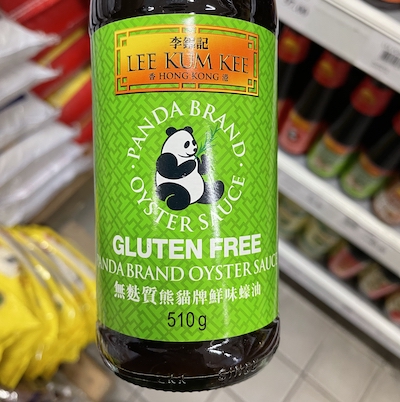 李錦記
LEE KUM KEE
香 HONG KONG 港
PANDA BRAND
OYSTER SAUCE
GLUTEN FREE
PANDA BRAND OYSTER SAUCE
無麩質熊貓牌鮮味蠔油
510g